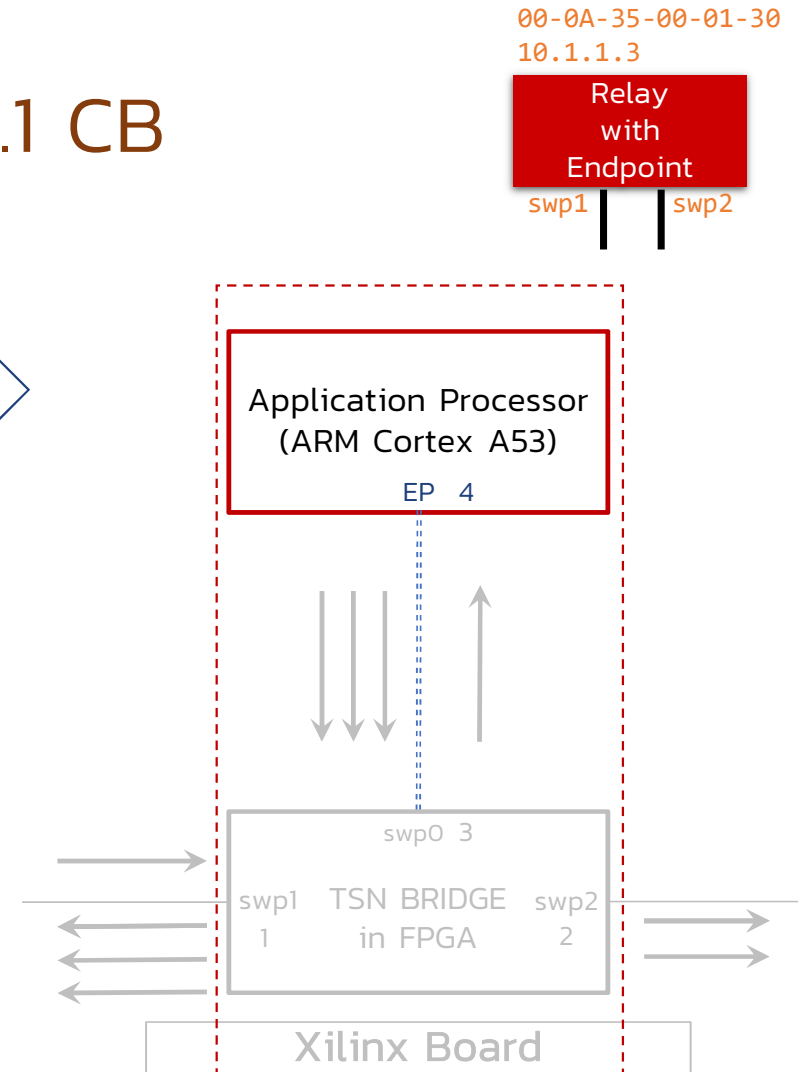 00-0A-35-00-01-30
10.1.1.3
.1 CB
Relay
with
Endpoint
swp1 swp2
Application Processor
(ARM Cortex A53)
EP 4
swp0 3
swp1 TSN BRIDGE swp2
1 in FPGA 2
Xilinx Board